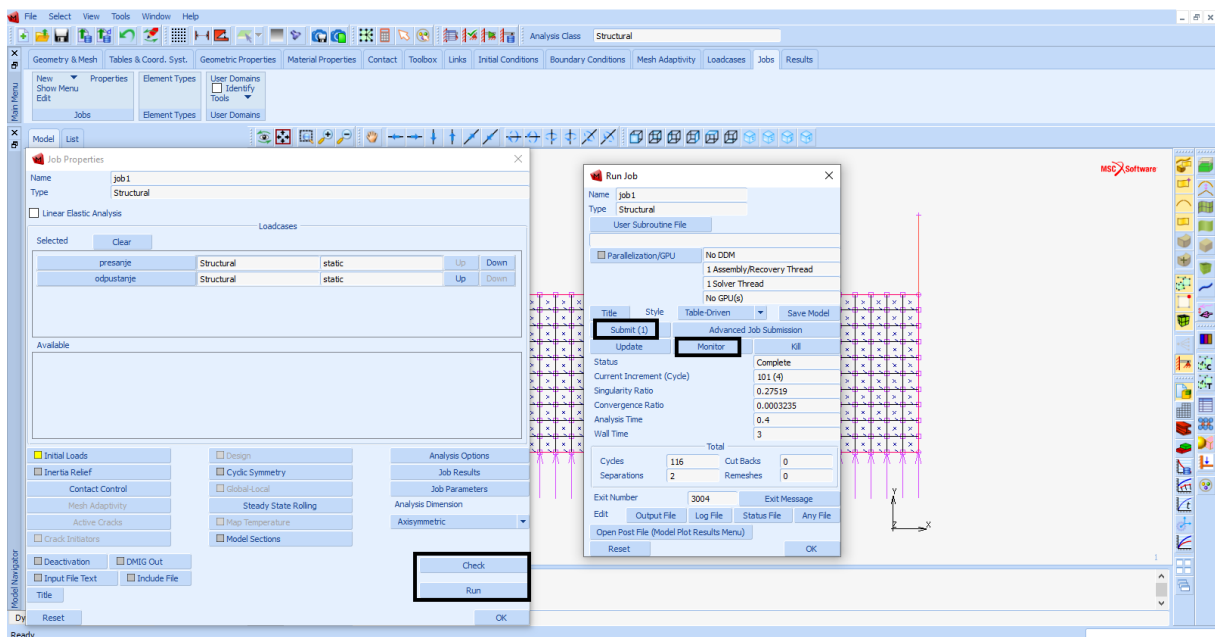 File Select View Tools Window Help
Analysis Class Structural
Geometry & Mesh Tables & Coord. Syst. Geometric Properties Material Properties Contact Toolbox Links Initial Conditions Boundary Conditions Mesh Adaptivity Loadcases Jobs Results
Main Menu
New Properties Element Types User Domains
Show Menu Identify
Edit Tools
Jobs Element Types User Domains
Model List
Job Properties
Name job1
Type Structural
Linear Elastic Analysis
Loadcases
Selected Clear
presanje Structural static Up Down
odpustanje Structural static Up Down
Available
Initial Loads Design Analysis Options
Inertia Relief Cyclic Symmetry Job Results
Contact Control Global-Local Job Parameters
Mesh Adaptivity Steady State Rolling Analysis Dimension
Active Cracks Map Temperature Axisymmetric
Crack Initiators Model Sections
Deactivation DMIG Out Check
Input File Text Include File Run
Title
Reset OK
Model Navigator
Dy
Ready
Run Job
Name job1
Type Structural
User Subroutine File
Parallelization/GPU No DDM
1 Assembly/Recovery Thread
1 Solver Thread
No GPU(s)
Title Style Table-Driven Save Model
Submit (1) Advanced Job Submission
Update Monitor Kill
Status Complete
Current Increment (Cycle) 101 (4)
Singularity Ratio 0.27519
Convergence Ratio 0.0003235
Analysis Time 0.4
Wall Time 3
Total
Cycles 116 Cut Backs 0
Separations 2 Remeshes 0
Exit Number 3004 Exit Message
Edit Output File Log File Status File Any File
Open Post File (Model Plot Results Menu)
Reset OK
MSC Software
Y
Z X
1